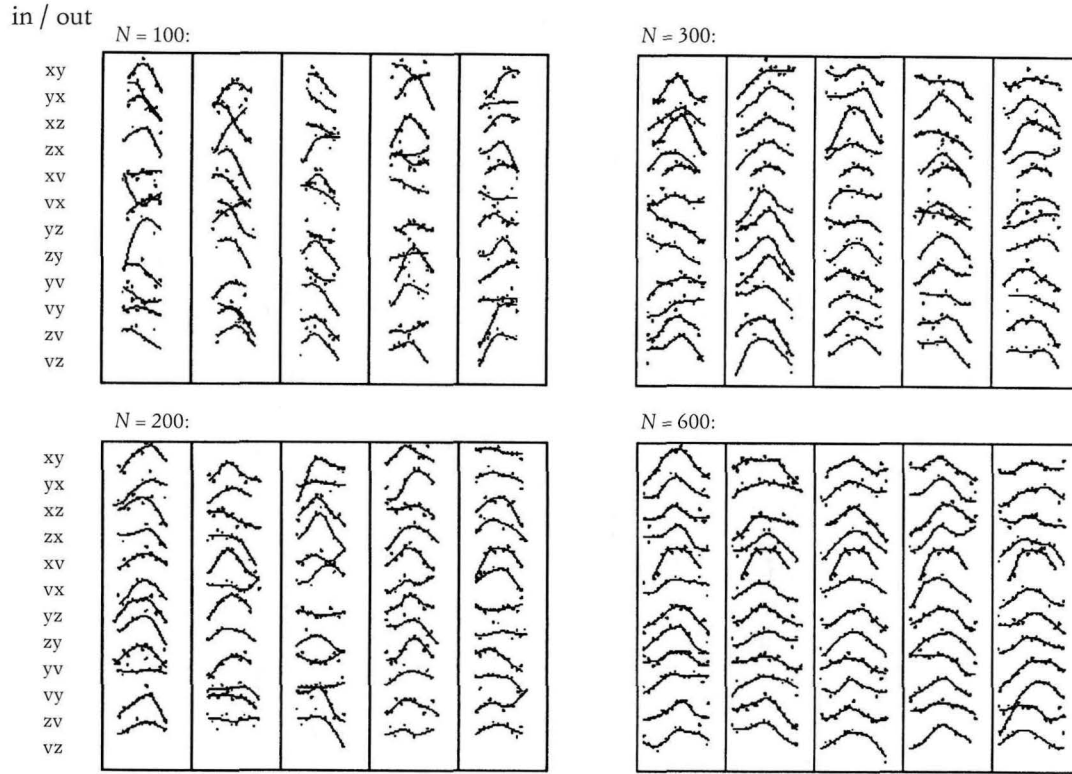 in / out
N = 100:
xy
yx
xz
zx
xv
vx
yz
zy
yv
vy
zv
vz
N = 300:
N = 200:
xy
yx
xz
zx
xv
vx
yz
zy
yv
vy
zv
vz
N = 600: